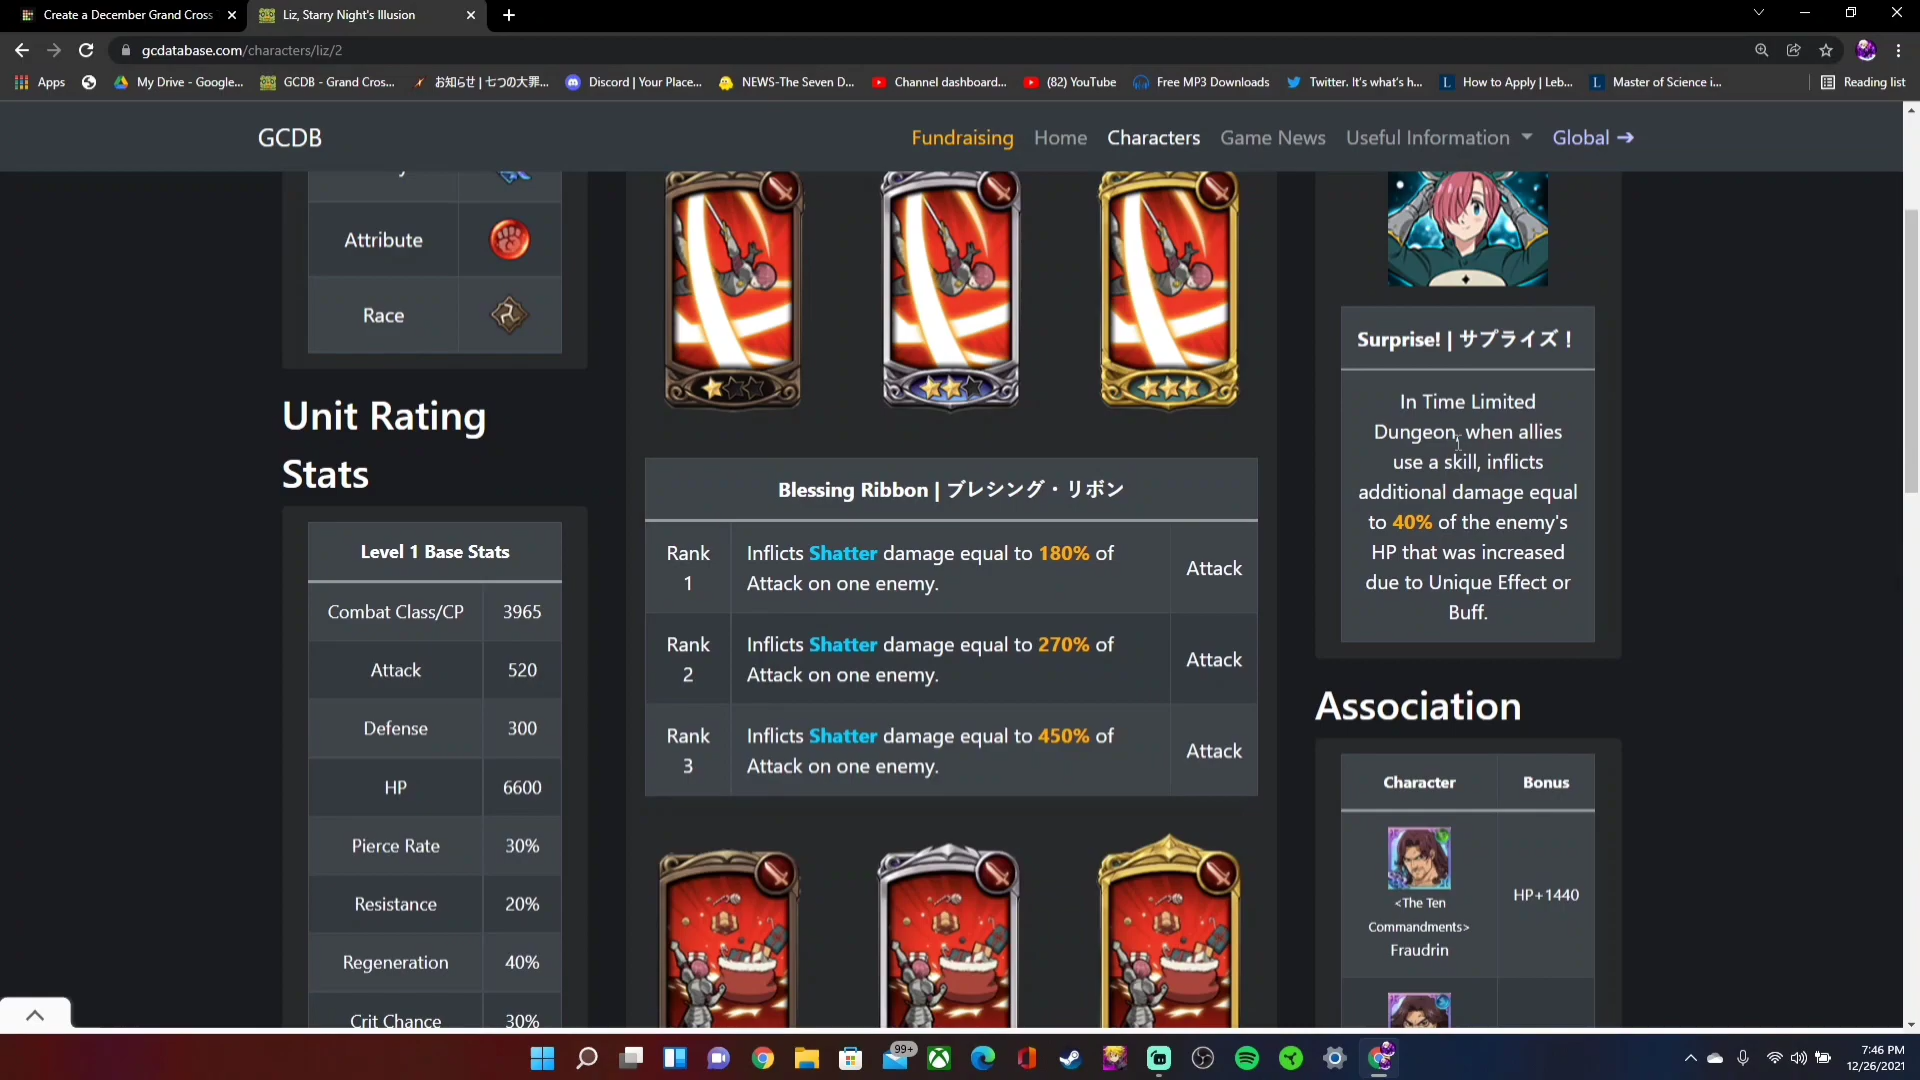 Create a December Grand Cross
Liz, Starry Night's Illusion
gcdatabase.com/characters/liz/2
Apps
My Drive - Google...
GCDB - Grand Cros...
お知らせ | 七つの大罪...
Discord | Your Place...
NEWS-The Seven D...
Channel dashboard...
(82) YouTube
Free MP3 Downloads
Twitter. It's what's h...
How to Apply | Leb...
Master of Science i...
Reading list
GCDB
Fundraising
Home
Characters
Game News
Useful Information
Global
Attribute
Race
Unit Rating
Stats
Level 1 Base Stats
Combat Class/CP 3965
Attack 520
Defense 300
HP 6600
Pierce Rate 30%
Resistance 20%
Regeneration 40%
Crit Chance 30%
Blessing Ribbon | ブレシング・リボン
Rank 1 Inflicts Shatter damage equal to 180% of
Attack on one enemy. Attack
Rank 2 Inflicts Shatter damage equal to 270% of
Attack on one enemy. Attack
Rank 3 Inflicts Shatter damage equal to 450% of
Attack on one enemy. Attack
Surprise! | サプライズ！
In Time Limited
Dungeon, when allies
use a skill, inflicts
additional damage equal
to 40% of the enemy's
HP that was increased
due to Unique Effect or
Buff.
Association
Character Bonus
<The Ten
Commandments>
Fraudrin
HP+1440
99+
7:46 PM
12/26/2021